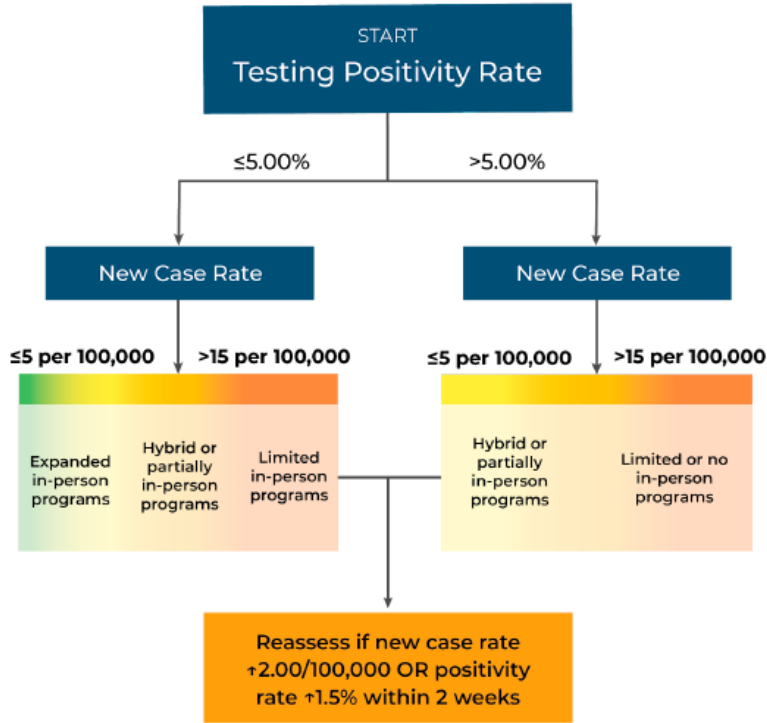 START
Testing Positivity Rate
≤5.00%
>5.00%
New Case Rate
New Case Rate
≤5 per 100,000
>15 per 100,000
≤5 per 100,000
>15 per 100,000
Expanded
in-person
programs
Hybrid or
partially
in-person
programs
Limited
in-person
programs
Hybrid or
partially
in-person
programs
Limited or no
in-person
programs
Reassess if new case rate
↑2.00/100,000 OR positivity
rate ↑1.5% within 2 weeks